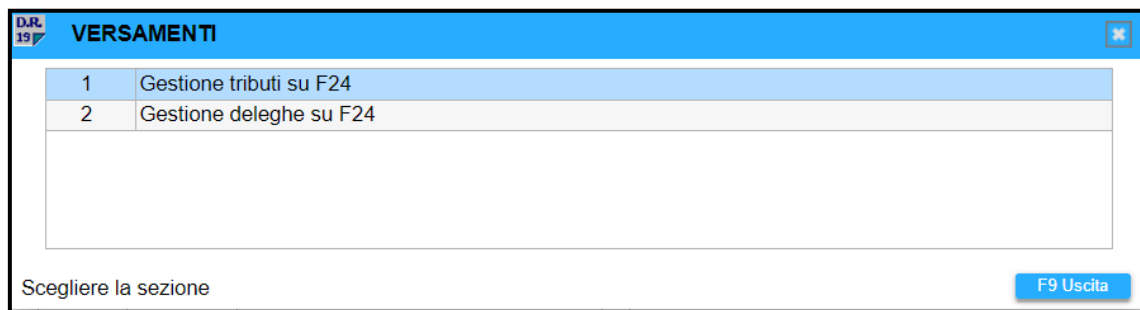 D.R.
19
VERSAMENTI
1 Gestione tributi su F24
2 Gestione deleghe su F24
Scegliere la sezione
F9 Uscita